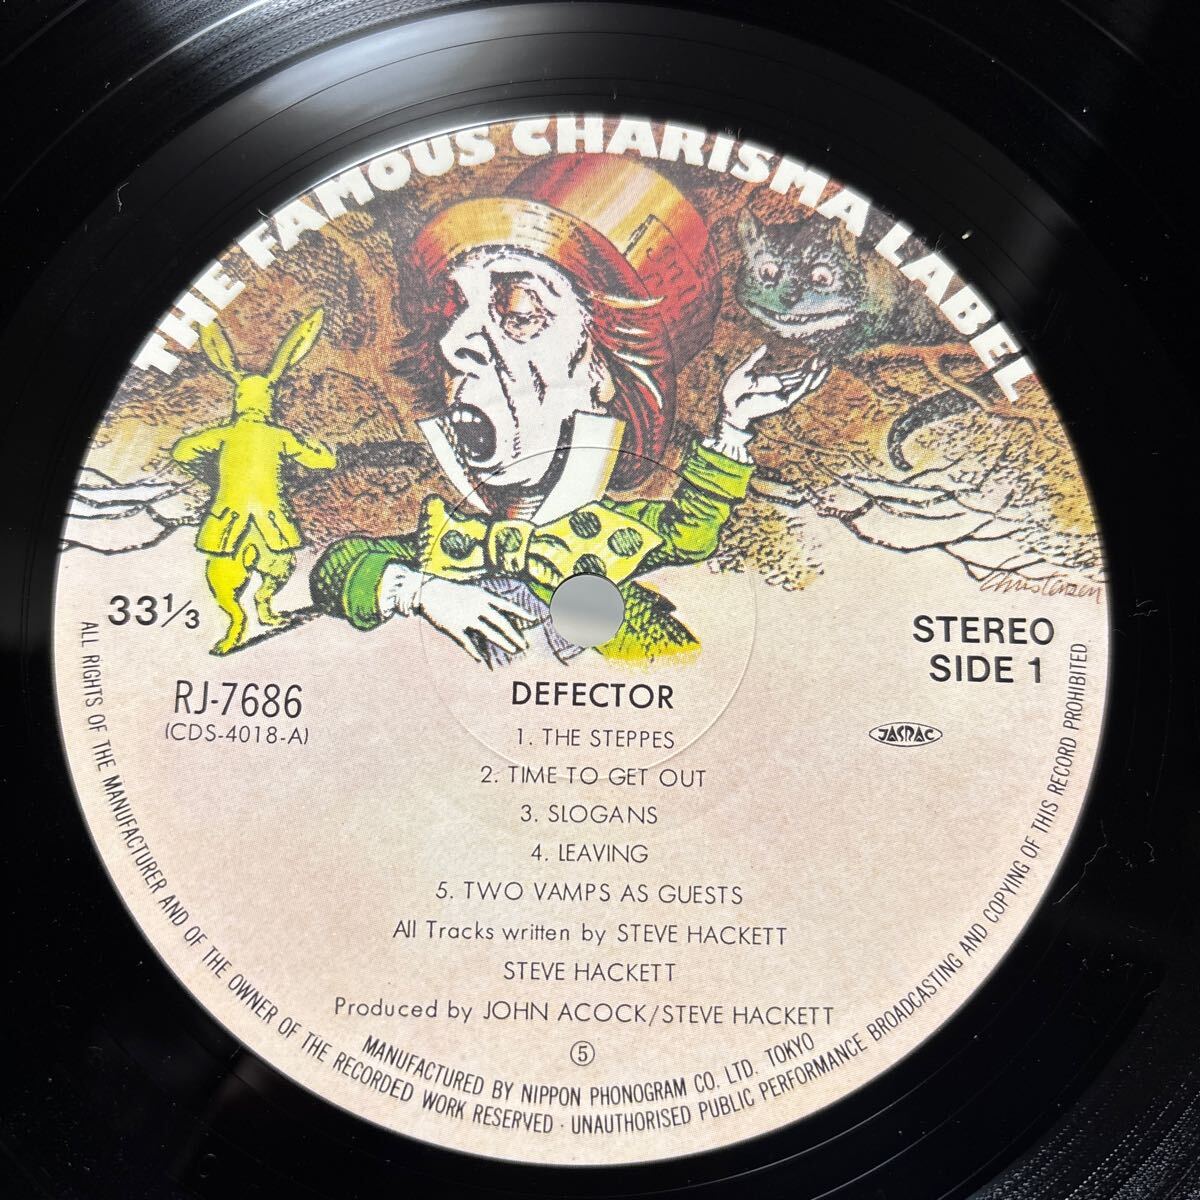 THE FAMOUS CHARISMA LABEL
Christensen
33⅓
STEREO
SIDE 1
RJ-7686
(CDS-4018-A)
DEFECTOR
JASRAC
1. THE STEPPES
2. TIME TO GET OUT
3. SLOGANS
4. LEAVING
5. TWO VAMPS AS GUESTS
All Tracks written by STEVE HACKETT
STEVE HACKETT
Produced by JOHN ACOCK/STEVE HACKETT
⑤
MANUFACTURED BY NIPPON PHONOGRAM CO. LTD. TOKYO
ALL RIGHTS OF THE MANUFACTURER AND OF THE OWNER OF THE RECORDED WORK RESERVED · UNAUTHORISED PUBLIC PERFORMANCE BROADCASTING AND COPYING OF THIS RECORD PROHIBITED